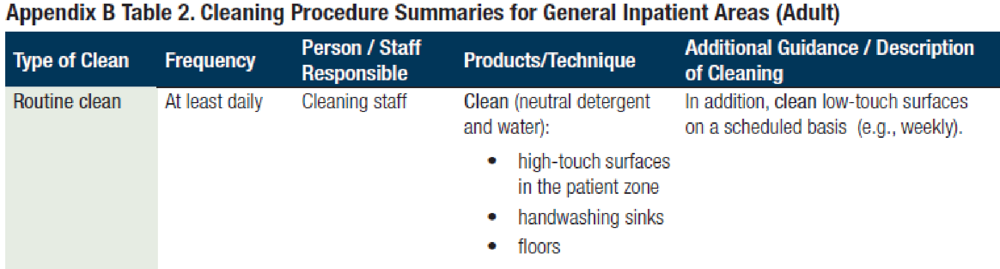 Appendix B Table 2. Cleaning Procedure Summaries for General Inpatient Areas (Adult)
Type of Clean
Frequency
Person / Staff
Responsible
Products/Technique
Additional Guidance / Description
of Cleaning
Routine clean
At least daily
Cleaning staff
Clean (neutral detergent
and water):
• high-touch surfaces
in the patient zone
• handwashing sinks
• floors
In addition, clean low-touch surfaces
on a scheduled basis (e.g., weekly).